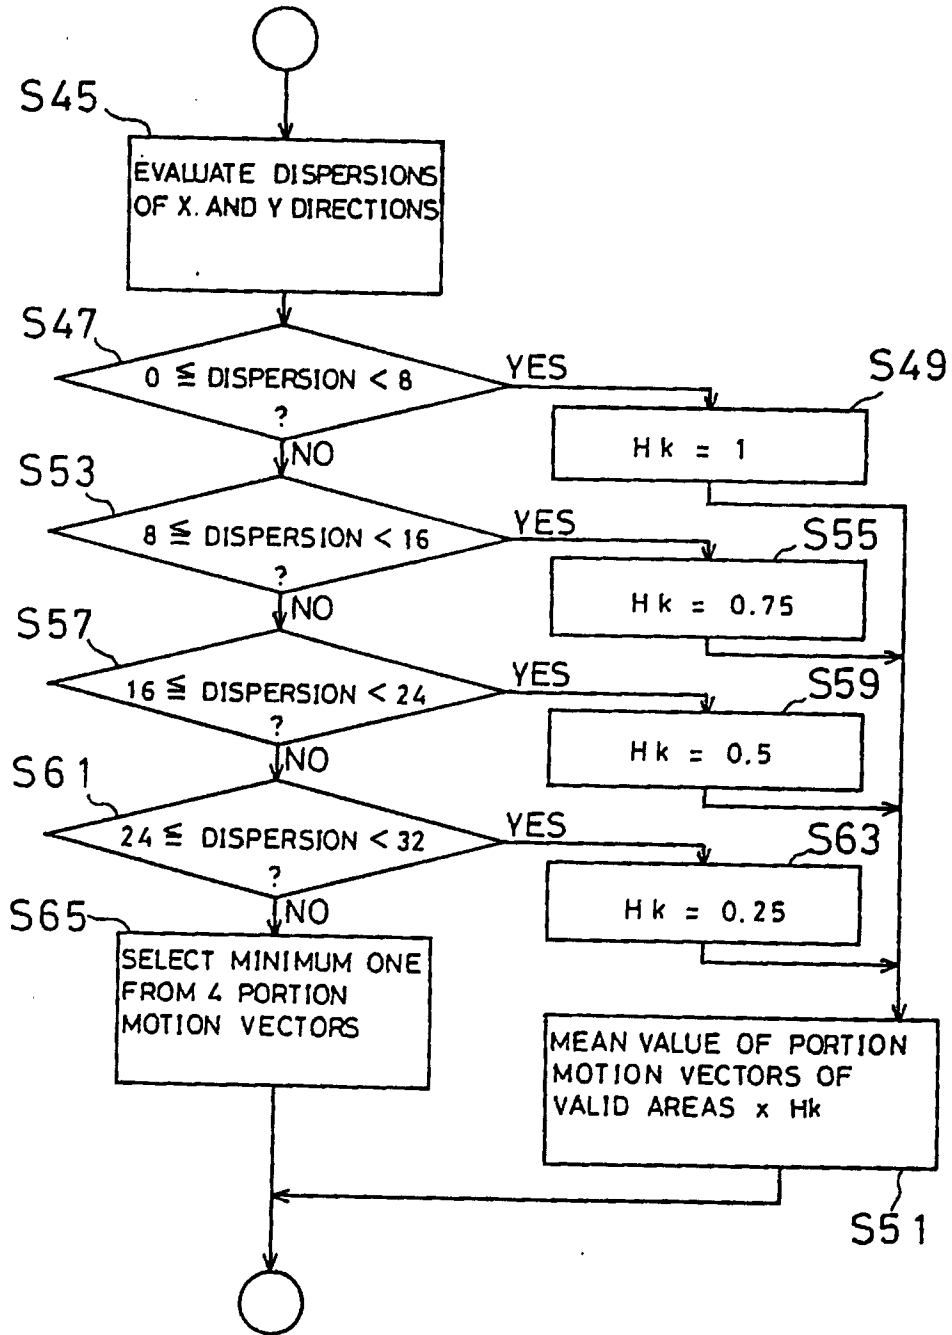 S45
EVALUATE DISPERSIONS
OF X. AND Y DIRECTIONS
S47
0 ≦ DISPERSION < 8
?
YES
NO
S49
Hk = 1
S53
8 ≦ DISPERSION < 16
?
YES
NO
S55
Hk = 0.75
S57
16 ≦ DISPERSION < 24
?
YES
NO
S59
Hk = 0.5
S61
24 ≦ DISPERSION < 32
?
YES
NO
S63
Hk = 0.25
S65
SELECT MINIMUM ONE
FROM 4 PORTION
MOTION VECTORS
MEAN VALUE OF PORTION
MOTION VECTORS OF
VALID AREAS x Hk
S51